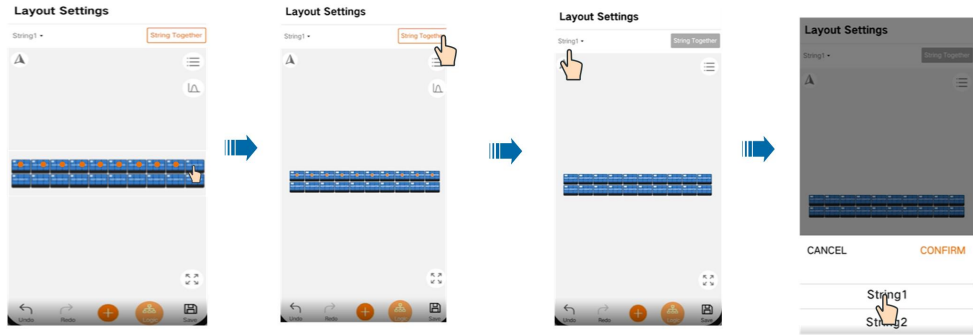 Layout Settings
String1
String Together
Undo
Redo
Save
Layout Settings
String1
String Together
Undo
Redo
Save
Layout Settings
String1
String Together
Undo
Redo
Save
Layout Settings
String1
String Together
CANCEL
CONFIRM
String1
String2